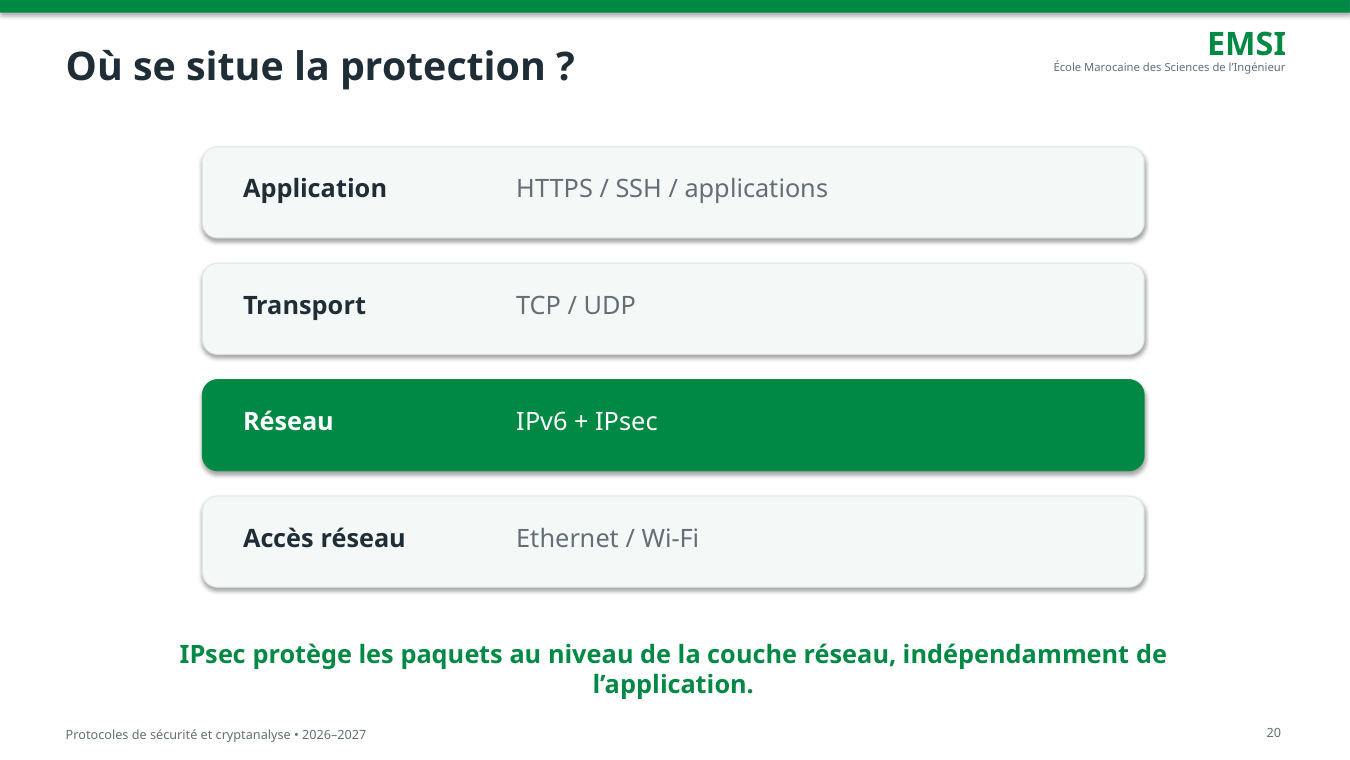 Où se situe la protection ?
EMSI
École Marocaine des Sciences de l’Ingénieur
Application HTTPS / SSH / applications
Transport TCP / UDP
Réseau IPv6 + IPsec
Accès réseau Ethernet / Wi-Fi
IPsec protège les paquets au niveau de la couche réseau, indépendamment de
l’application.
Protocoles de sécurité et cryptanalyse • 2026–2027
20